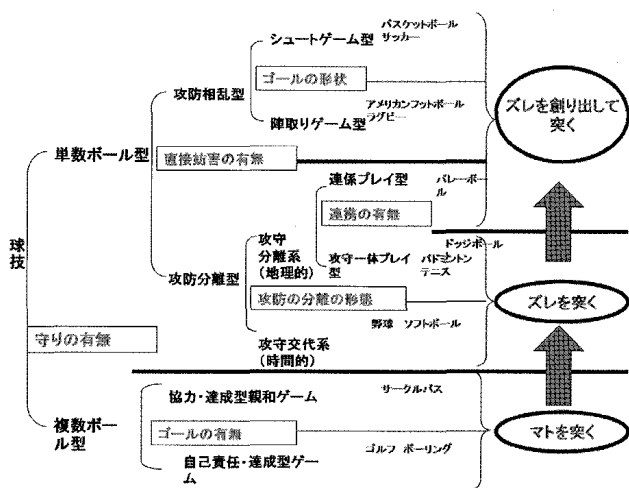 バスケットボール
サッカー
シュートゲーム型
ゴールの形状
攻防相乱型
陣取りゲーム型
アメリカンフットボール
ラグビー
ズレを創り出して
突く
単数ボール型
直接妨害の有無
連係プレイ型
バレーボー
ル
連携の有無
球技
攻守
分離系
(地理的)
攻守一体プレイ
型
ドッジボール
バドミントン
テニス
攻防分離型
攻防の分離の形態
ズレを突く
野球 ソフトボール
守りの有無
攻守交代系
(時間的)
協力・達成型親和ゲーム
サークルパス
複数ボー
ル型
ゴールの有無
ゴルフ ボーリング
マトを突く
自己責任・達成型ゲー
ム